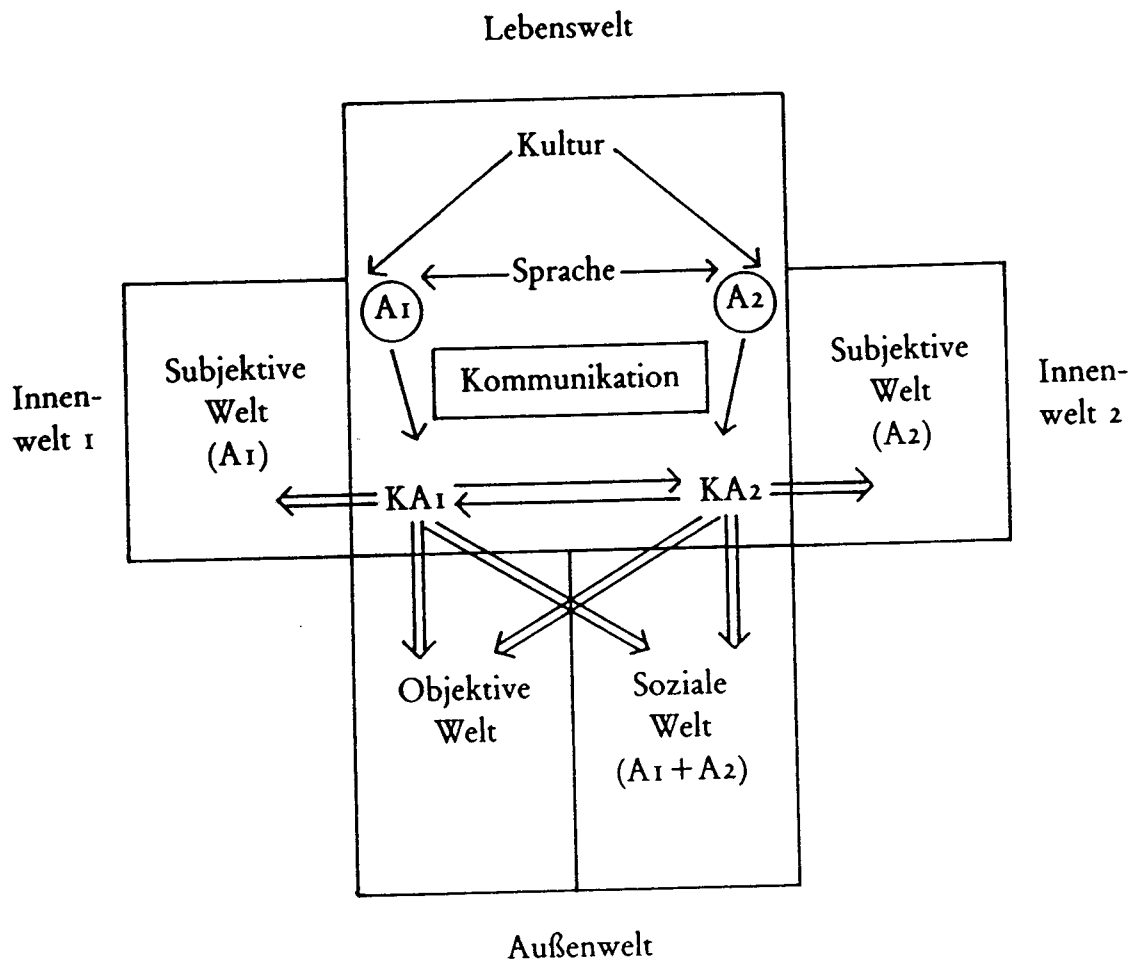 Lebenswelt
Kultur
Sprache
A1
A2
Kommunikation
Subjektive
Welt
(A1)
Subjektive
Welt
(A2)
Innen-
welt 1
Innen-
welt 2
KA1
KA2
Objektive
Welt
Soziale
Welt
(A1+A2)
Außenwelt